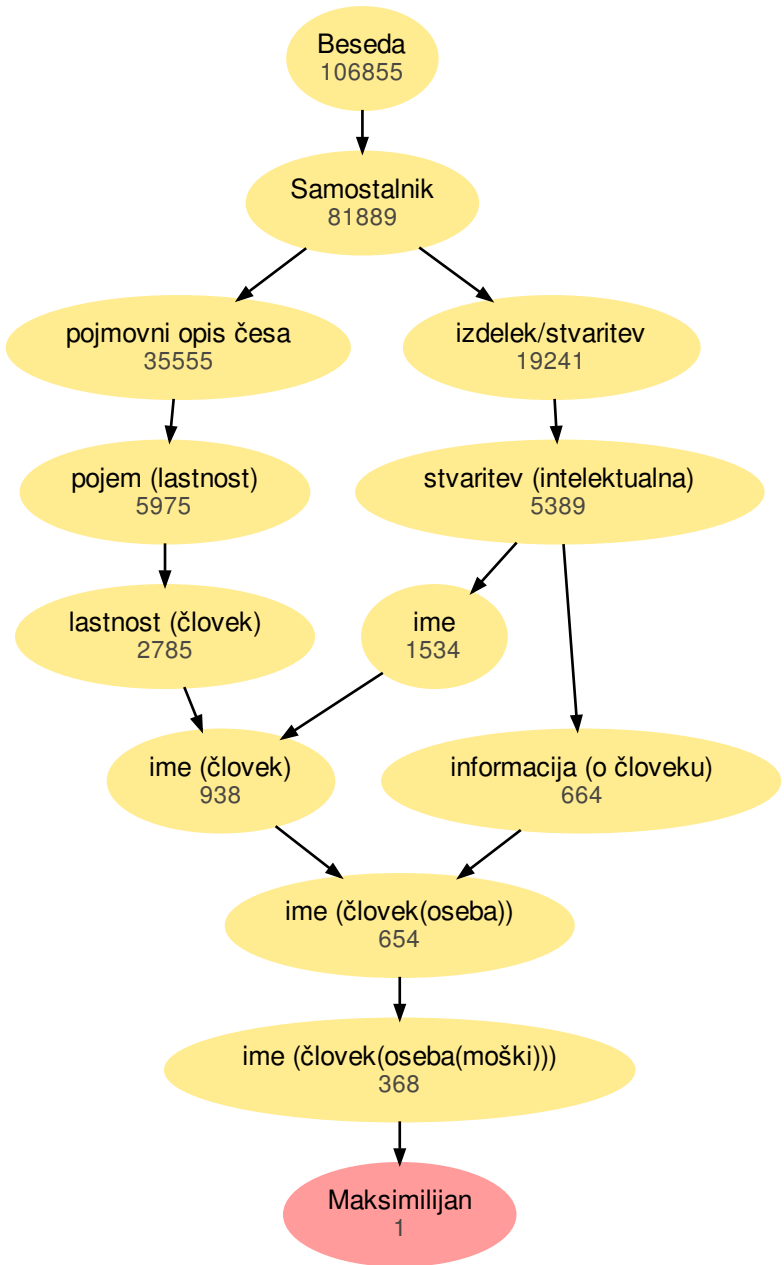 Beseda
106855
Samostalnik
81889
pojmovni opis česa
35555
izdelek/stvaritev
19241
pojem (lastnost)
5975
stvaritev (intelektualna)
5389
lastnost (človek)
2785
ime
1534
ime (človek)
938
informacija (o človeku)
664
ime (človek(oseba))
654
ime (človek(oseba(moški)))
368
Maksimilijan
1